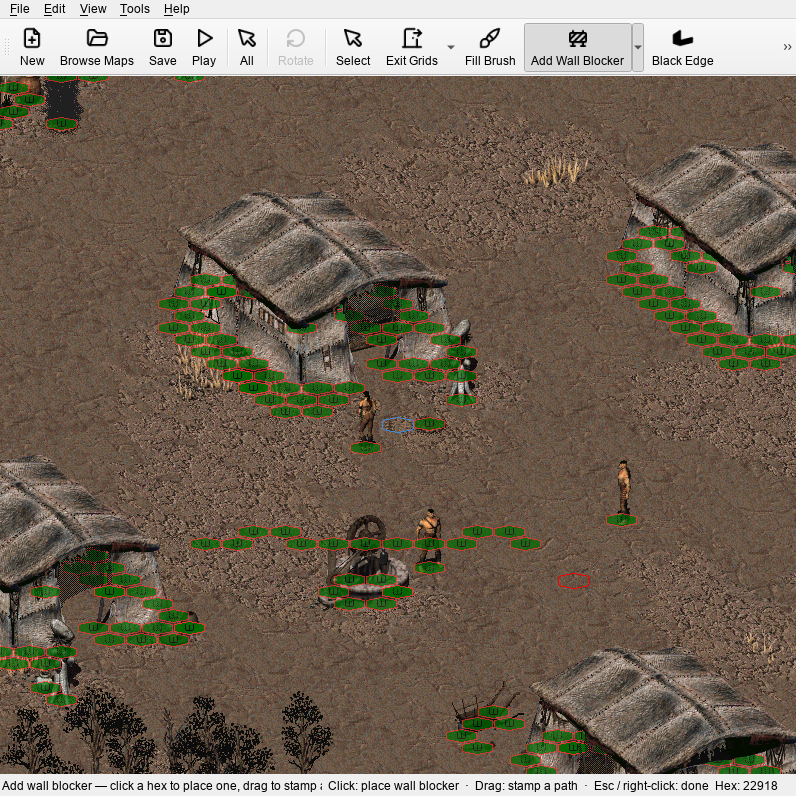 File Edit View Tools Help
New Browse Maps Save Play All Rotate Select Exit Grids Fill Brush Add Wall Blocker Black Edge
Add wall blocker — click a hex to place one, drag to stamp Click: place wall blocker · Drag: stamp a path · Esc / right-click: done Hex: 22918